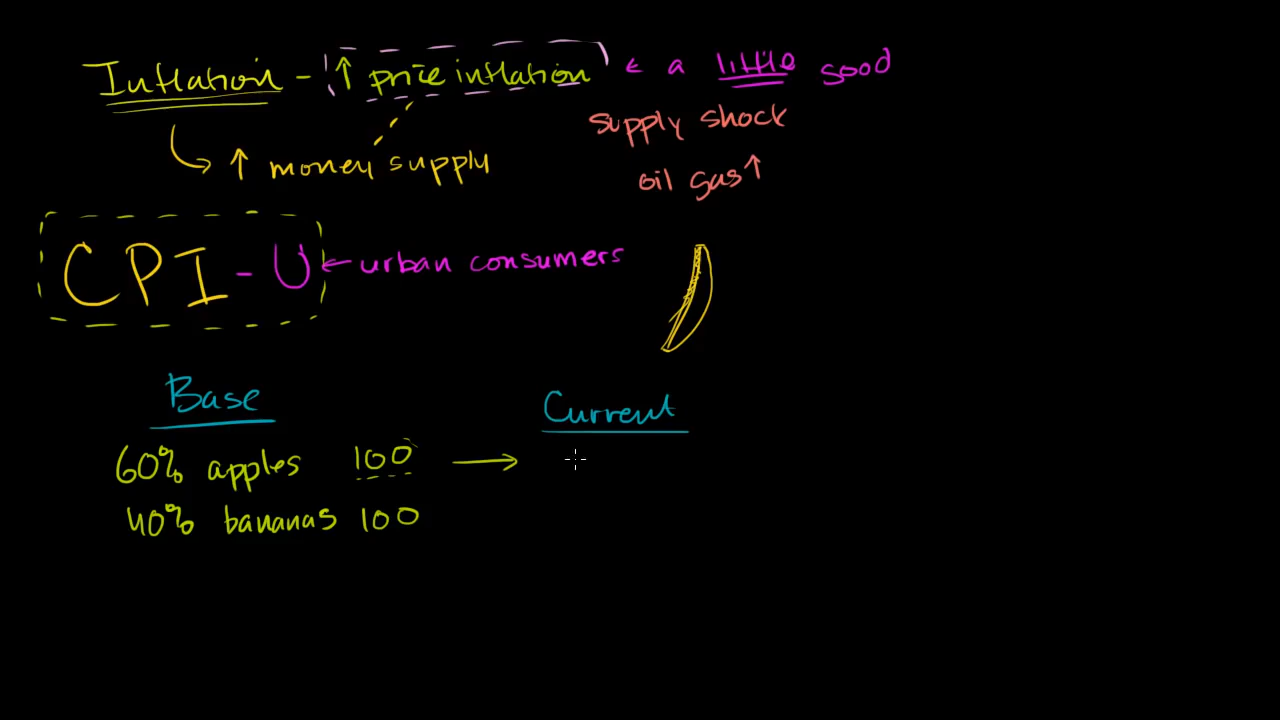 Inflation - ↑ price inflation ← a little good
supply shock
↑ money supply
oil gas ↑
CPI - U ← urban consumers
Base
Current
60% apples 100 →
40% bananas 100